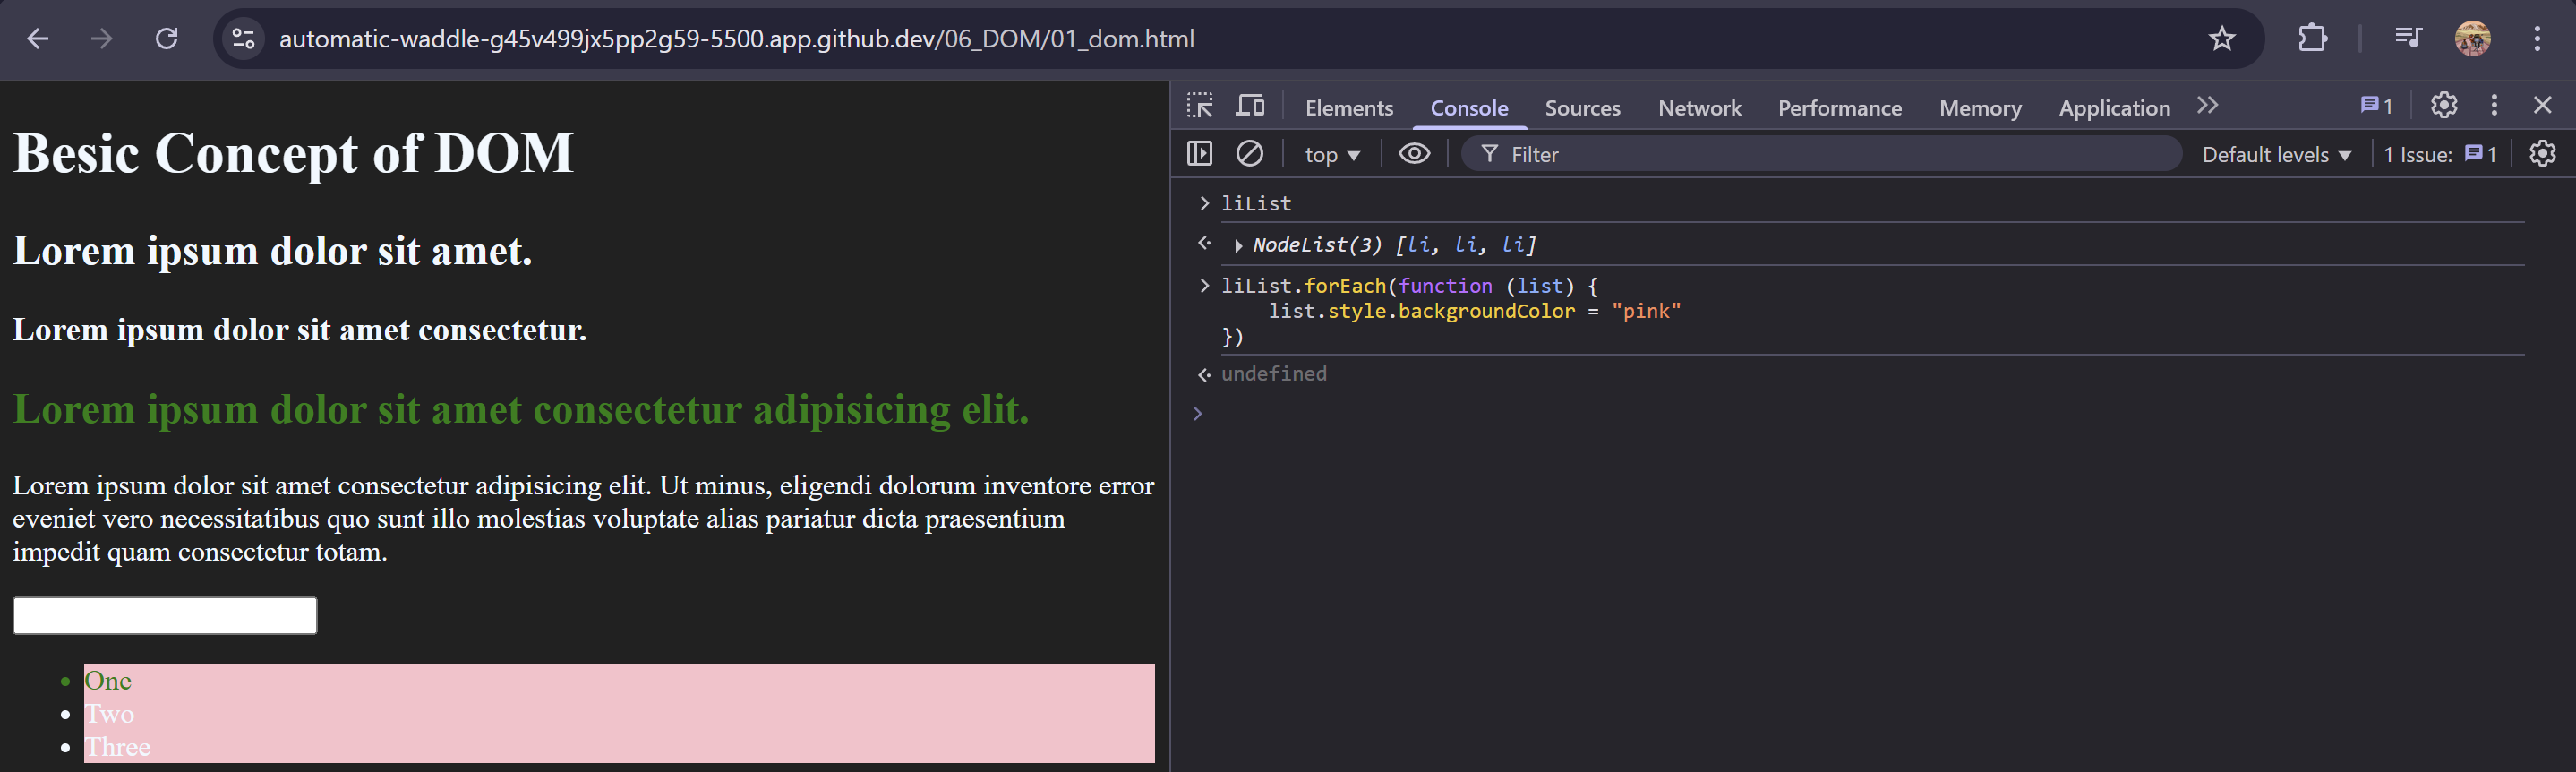 automatic-waddle-g45v499jx5pp2g59-5500.app.github.dev/06_DOM/01_dom.html
Besic Concept of DOM
Lorem ipsum dolor sit amet.
Lorem ipsum dolor sit amet consectetur.
Lorem ipsum dolor sit amet consectetur adipisicing elit.
Lorem ipsum dolor sit amet consectetur adipisicing elit. Ut minus, eligendi dolorum inventore error
eveniet vero necessitatibus quo sunt illo molestias voluptate alias pariatur dicta praesentium
impedit quam consectetur totam.
One
Two
Three
Elements Console Sources Network Performance Memory Application 1
top Filter Default levels 1 Issue: 1
liList
NodeList(3) [li, li, li]
liList.forEach(function (list) {
    list.style.backgroundColor = "pink"
})
undefined